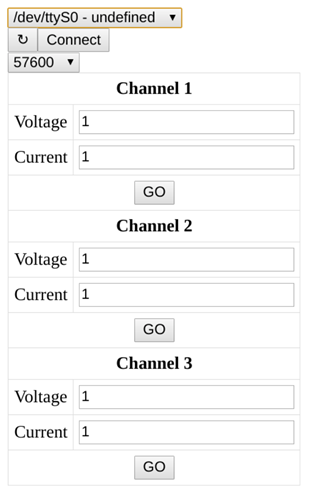 /dev/ttyS0 - undefined
↻ Connect
57600
Channel 1
Voltage 1
Current 1
GO
Channel 2
Voltage 1
Current 1
GO
Channel 3
Voltage 1
Current 1
GO